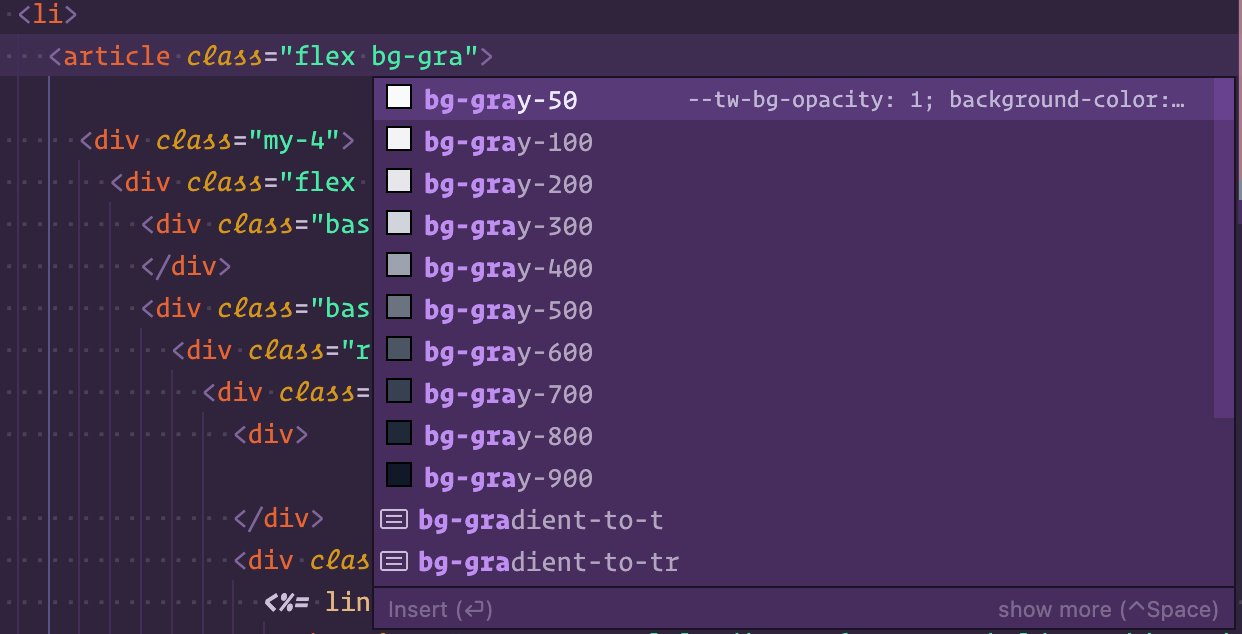 <li>
<article class="flex bg-gra">
bg-gray-50 --tw-bg-opacity: 1; background-color:…
bg-gray-100
<div class="my-4">
bg-gray-200
<div class="flex
bg-gray-300
<div class="bas
bg-gray-400
</div>
bg-gray-500
<div class="bas
bg-gray-600
<div class="r
bg-gray-700
<div class=
bg-gray-800
<div>
bg-gray-900
bg-gradient-to-t
</div>
bg-gradient-to-tr
<div clas
<%= lin
Insert (⏎) show more (^Space)